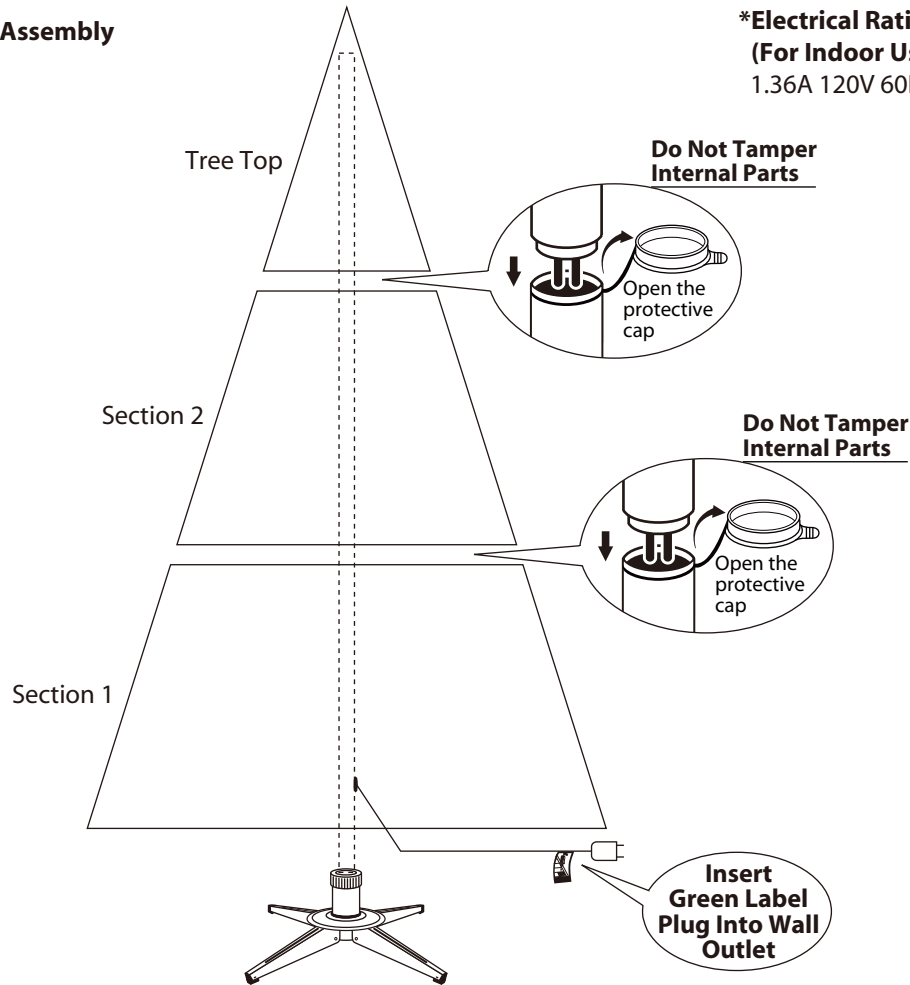 Assembly
*Electrical Rati
(For Indoor Us
1.36A 120V 60
Tree Top
Do Not Tamper
Internal Parts
Open the
protective
cap
Section 2
Do Not Tamper
Internal Parts
Open the
protective
cap
Section 1
Insert
Green Label
Plug Into Wall
Outlet